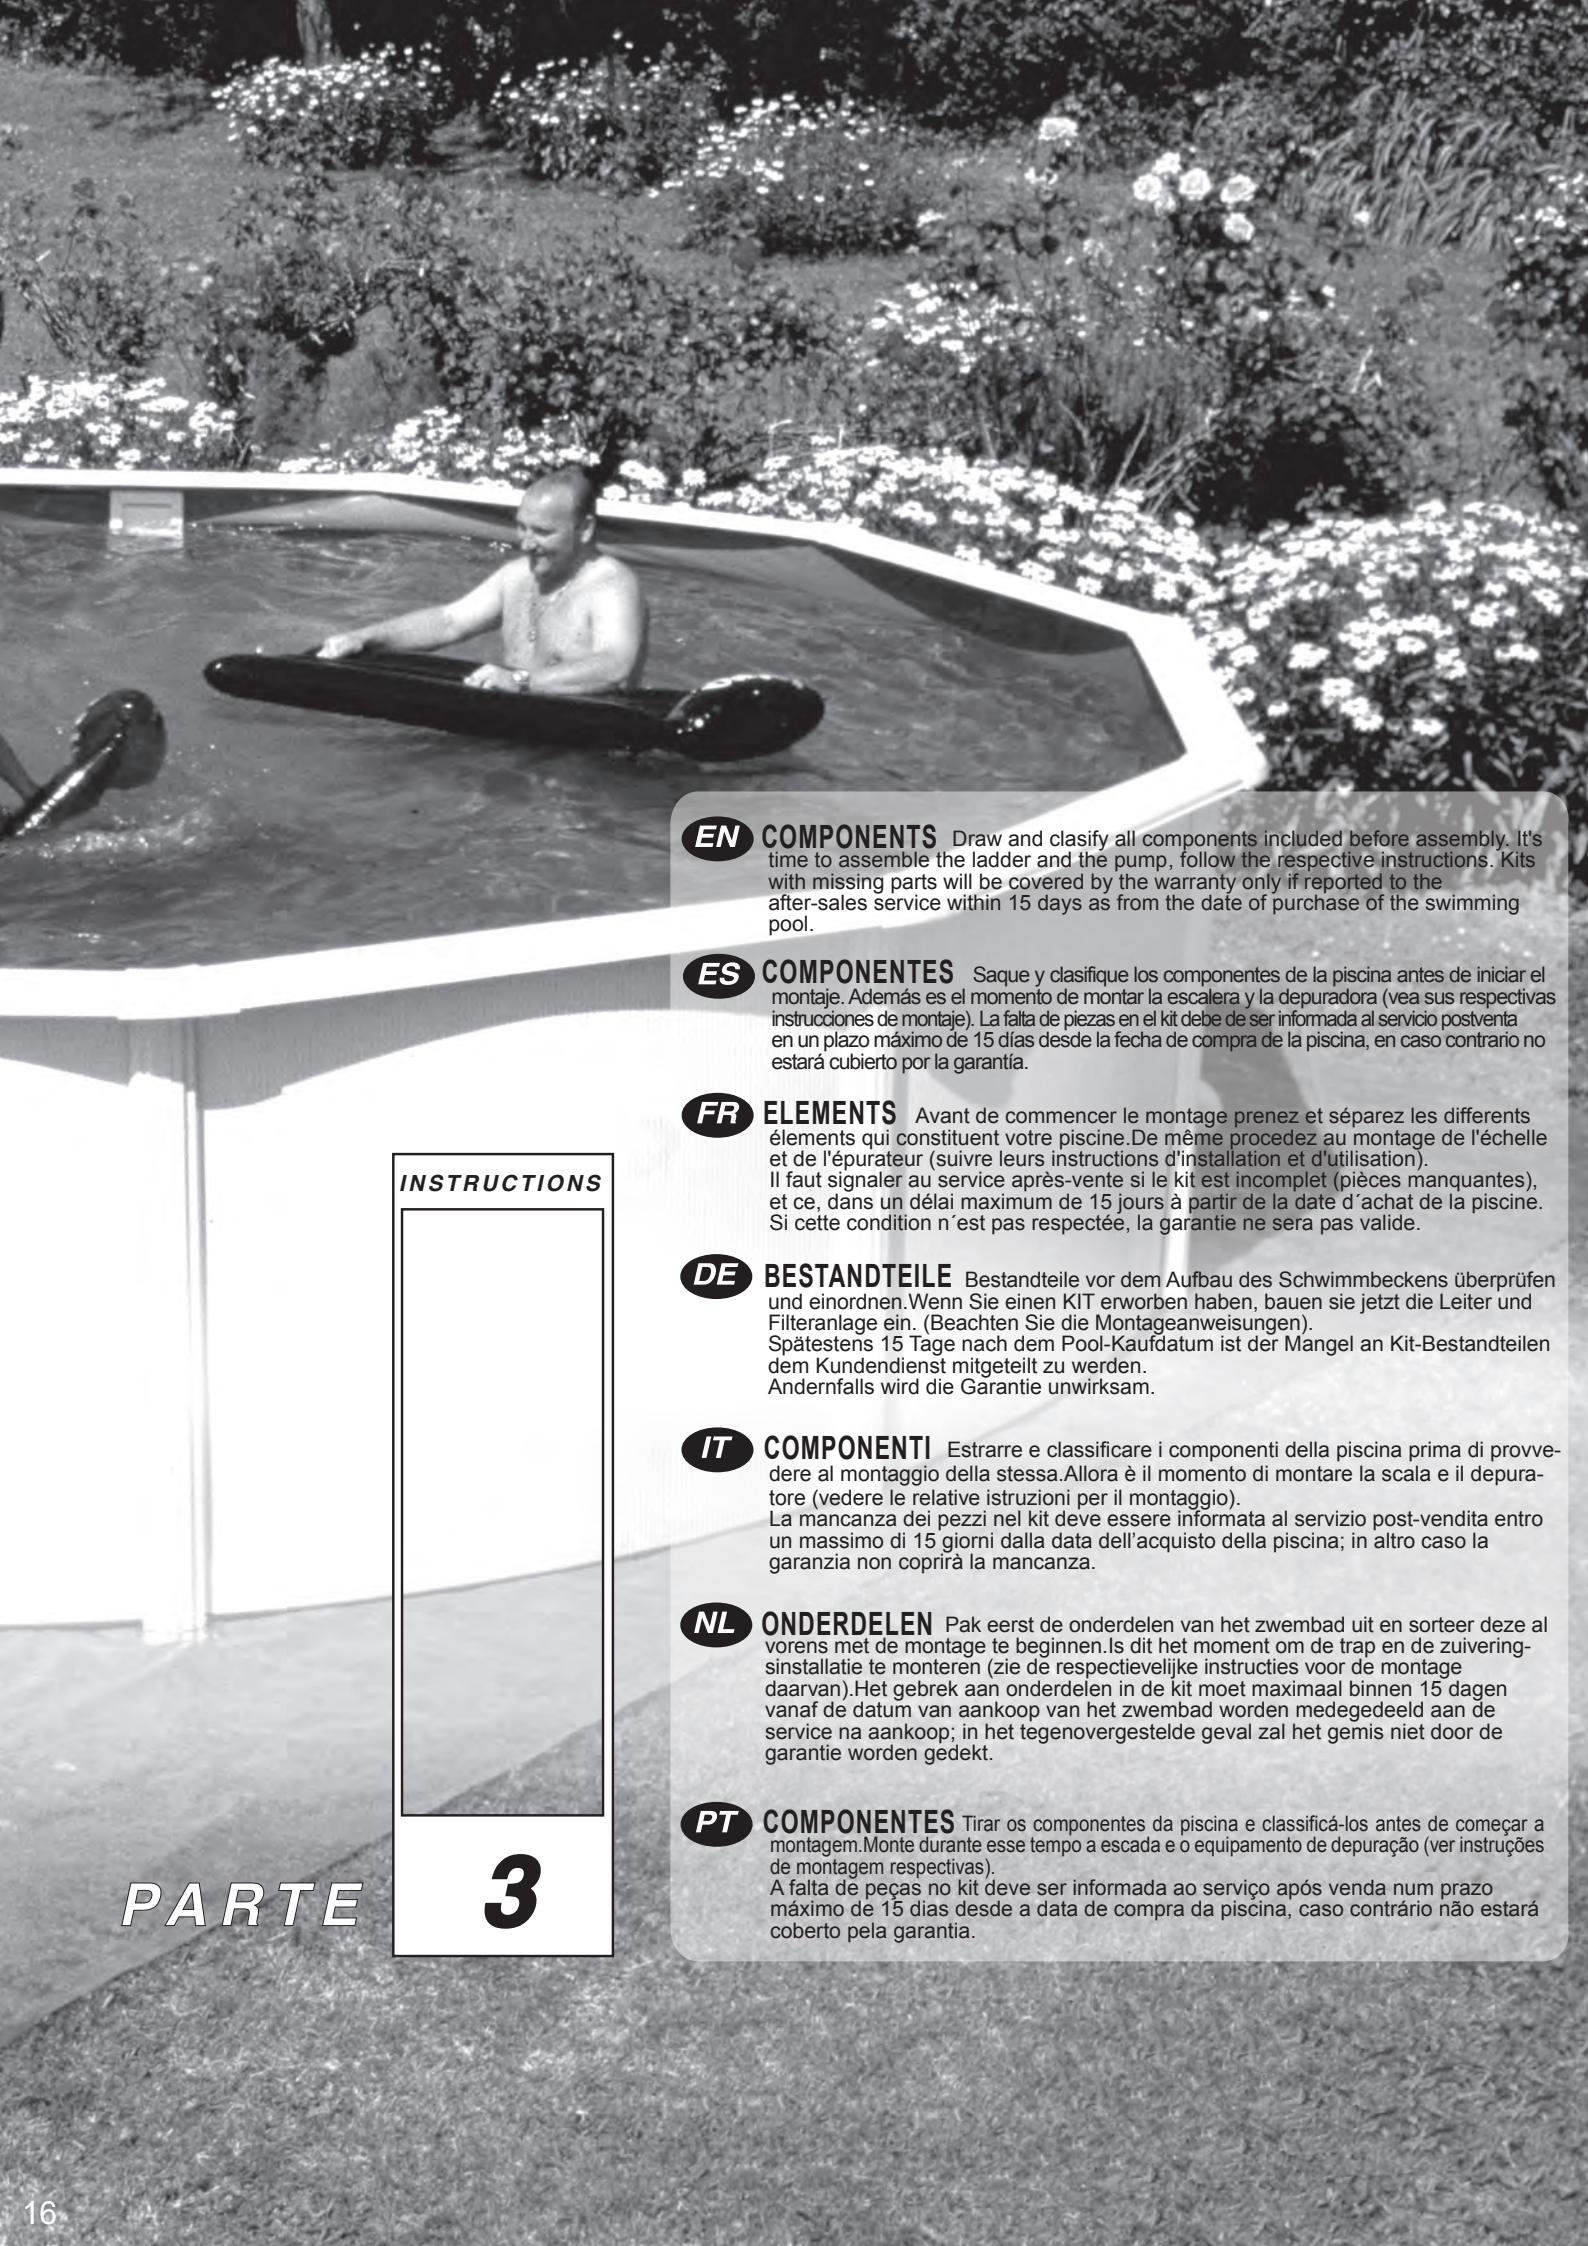 EN COMPONENTS Draw and clasify all components included before assembly. It's
time to assemble the ladder and the pump, follow the respective instructions. Kits
with missing parts will be covered by the warranty only if reported to the
after-sales service within 15 days as from the date of purchase of the swimming
pool.
ES COMPONENTES Saque y clasifique los componentes de la piscina antes de iniciar el
montaje. Además es el momento de montar la escalera y la depuradora (vea sus respectivas
instrucciones de montaje). La falta de piezas en el kit debe de ser informada al servicio postventa
en un plazo máximo de 15 días desde la fecha de compra de la piscina, en caso contrario no
estará cubierto por la garantía.
FR ELEMENTS Avant de commencer le montage prenez et séparez les differents
élements qui constituent votre piscine.De même procedez au montage de l'échelle
et de l'épurateur (suivre leurs instructions d'installation et d'utilisation).
Il faut signaler au service après-vente si le kit est incomplet (pièces manquantes),
et ce, dans un délai maximum de 15 jours à partir de la date d´achat de la piscine.
Si cette condition n´est pas respectée, la garantie ne sera pas valide.
DE BESTANDTEILE Bestandteile vor dem Aufbau des Schwimmbeckens überprüfen
und einordnen.Wenn Sie einen KIT erworben haben, bauen sie jetzt die Leiter und
Filteranlage ein. (Beachten Sie die Montageanweisungen).
Spätestens 15 Tage nach dem Pool-Kaufdatum ist der Mangel an Kit-Bestandteilen
dem Kundendienst mitgeteilt zu werden.
Andernfalls wird die Garantie unwirksam.
IT COMPONENTI Estrarre e classificare i componenti della piscina prima di provve-
dere al montaggio della stessa.Allora è il momento di montare la scala e il depura-
tore (vedere le relative istruzioni per il montaggio).
La mancanza dei pezzi nel kit deve essere informata al servizio post-vendita entro
un massimo di 15 giorni dalla data dell’acquisto della piscina; in altro caso la
garanzia non coprirà la mancanza.
NL ONDERDELEN Pak eerst de onderdelen van het zwembad uit en sorteer deze al
vorens met de montage te beginnen.Is dit het moment om de trap en de zuivering-
sinstallatie te monteren (zie de respectievelijke instructies voor de montage
daarvan).Het gebrek aan onderdelen in de kit moet maximaal binnen 15 dagen
vanaf de datum van aankoop van het zwembad worden medegedeeld aan de
service na aankoop; in het tegenovergestelde geval zal het gemis niet door de
garantie worden gedekt.
PT COMPONENTES Tirar os componentes da piscina e classificá-los antes de começar a
montagem.Monte durante esse tempo a escada e o equipamento de depuração (ver instruções
de montagem respectivas).
A falta de peças no kit deve ser informada ao serviço após venda num prazo
máximo de 15 dias desde a data de compra da piscina, caso contrário não estará
coberto pela garantia.
INSTRUCTIONS
PARTE 3
16